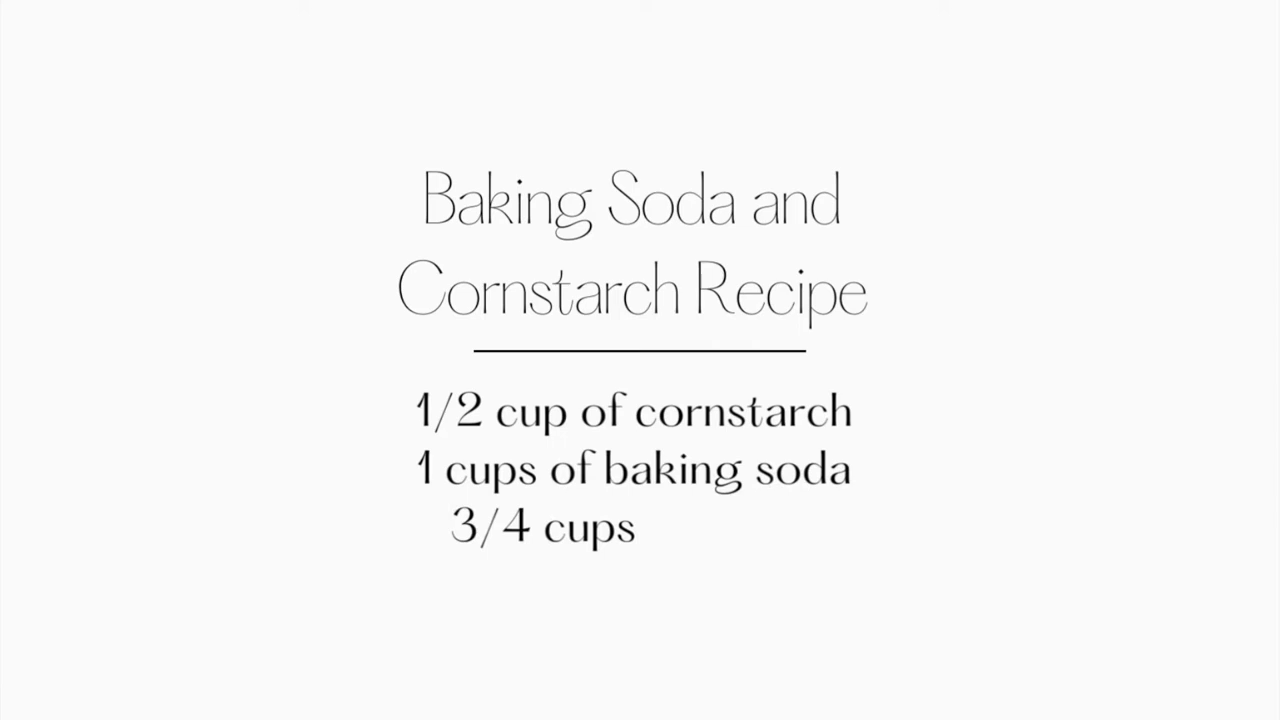 Baking Soda and
Cornstarch Recipe
1/2 cup of cornstarch
1 cups of baking soda
3/4 cups